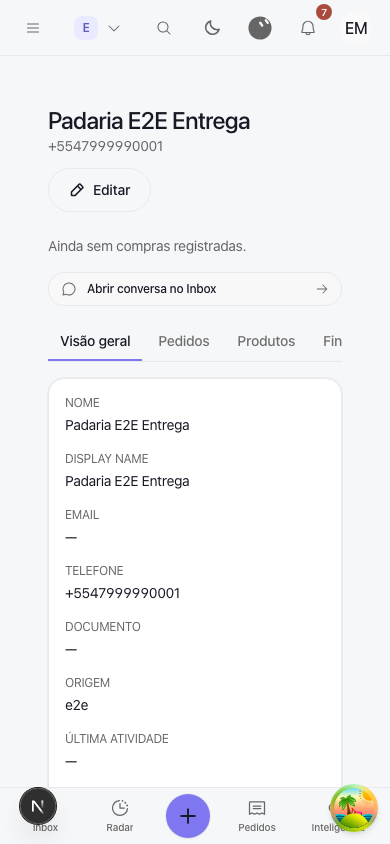 E
7
EM
Padaria E2E Entrega
+5547999990001
Editar
Ainda sem compras registradas.
Abrir conversa no Inbox
Visão geral Pedidos Produtos Fin
NOME
Padaria E2E Entrega
DISPLAY NAME
Padaria E2E Entrega
EMAIL
—
TELEFONE
+5547999990001
DOCUMENTO
—
ORIGEM
e2e
ÚLTIMA ATIVIDADE
—
N
Inbox Radar Pedidos